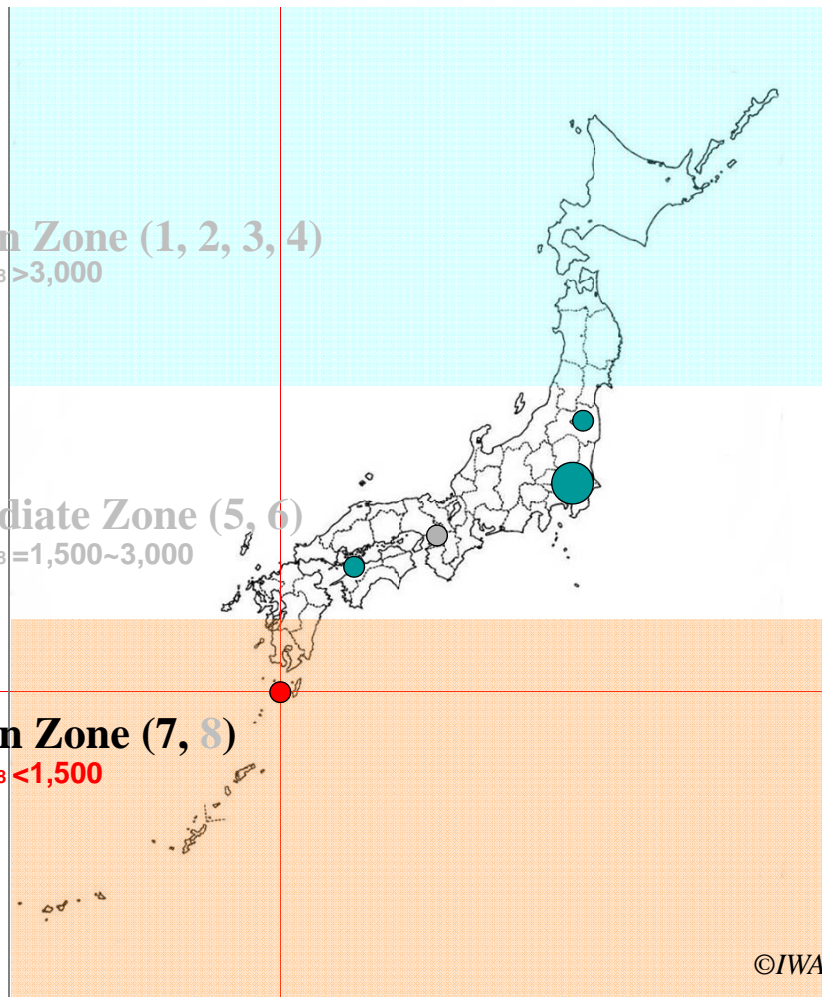 n Zone (1, 2, 3, 4)
B >3,000
diate Zone (5, 6)
B =1,500~3,000
n Zone (7, 8)
B <1,500
©IWA